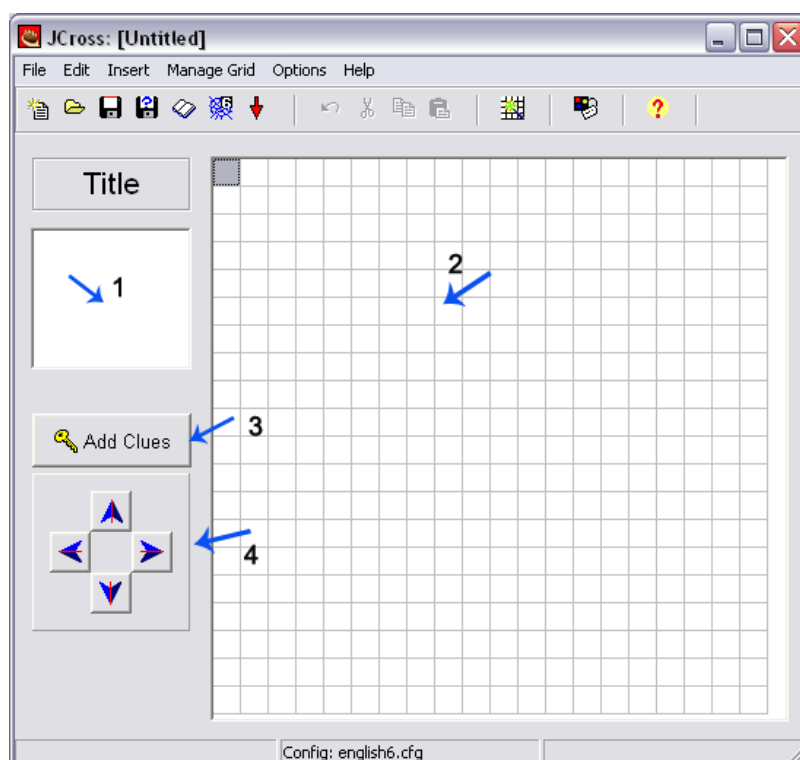 JCross: [Untitled]
File Edit Insert Manage Grid Options Help
Title
1
2
Add Clues
3
4
Config: english6.cfg